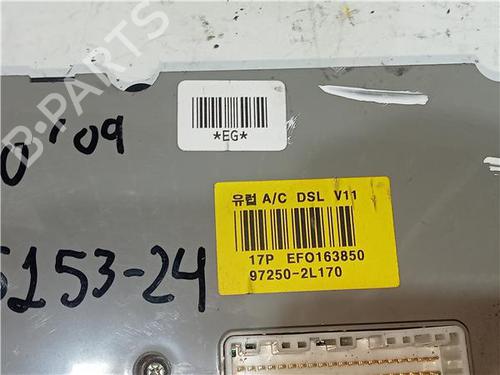 B-PARTS
*EG*
0'09
유럽 A/C DSL V11
17P EFO163850
97250-2L170
5153-24